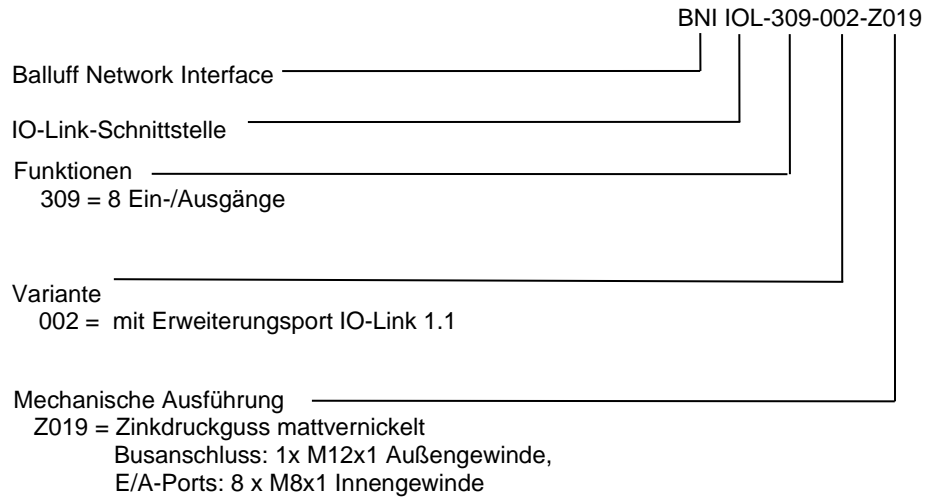 BNI IOL-309-002-Z019
Balluff Network Interface
IO-Link-Schnittstelle
Funktionen
309 = 8 Ein-/Ausgänge
Variante
002 = mit Erweiterungsport IO-Link 1.1
Mechanische Ausführung
Z019 = Zinkdruckguss mattvernickelt
Busanschluss: 1x M12x1 Außengewinde,
E/A-Ports: 8 x M8x1 Innengewinde